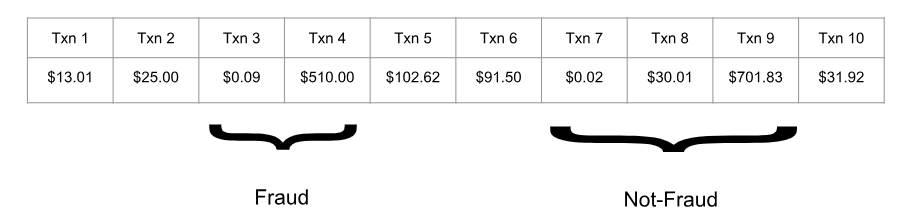 Txn 1 Txn 2 Txn 3 Txn 4 Txn 5 Txn 6 Txn 7 Txn 8 Txn 9 Txn 10
$13.01 $25.00 $0.09 $510.00 $102.62 $91.50 $0.02 $30.01 $701.83 $31.92
Fraud Not-Fraud